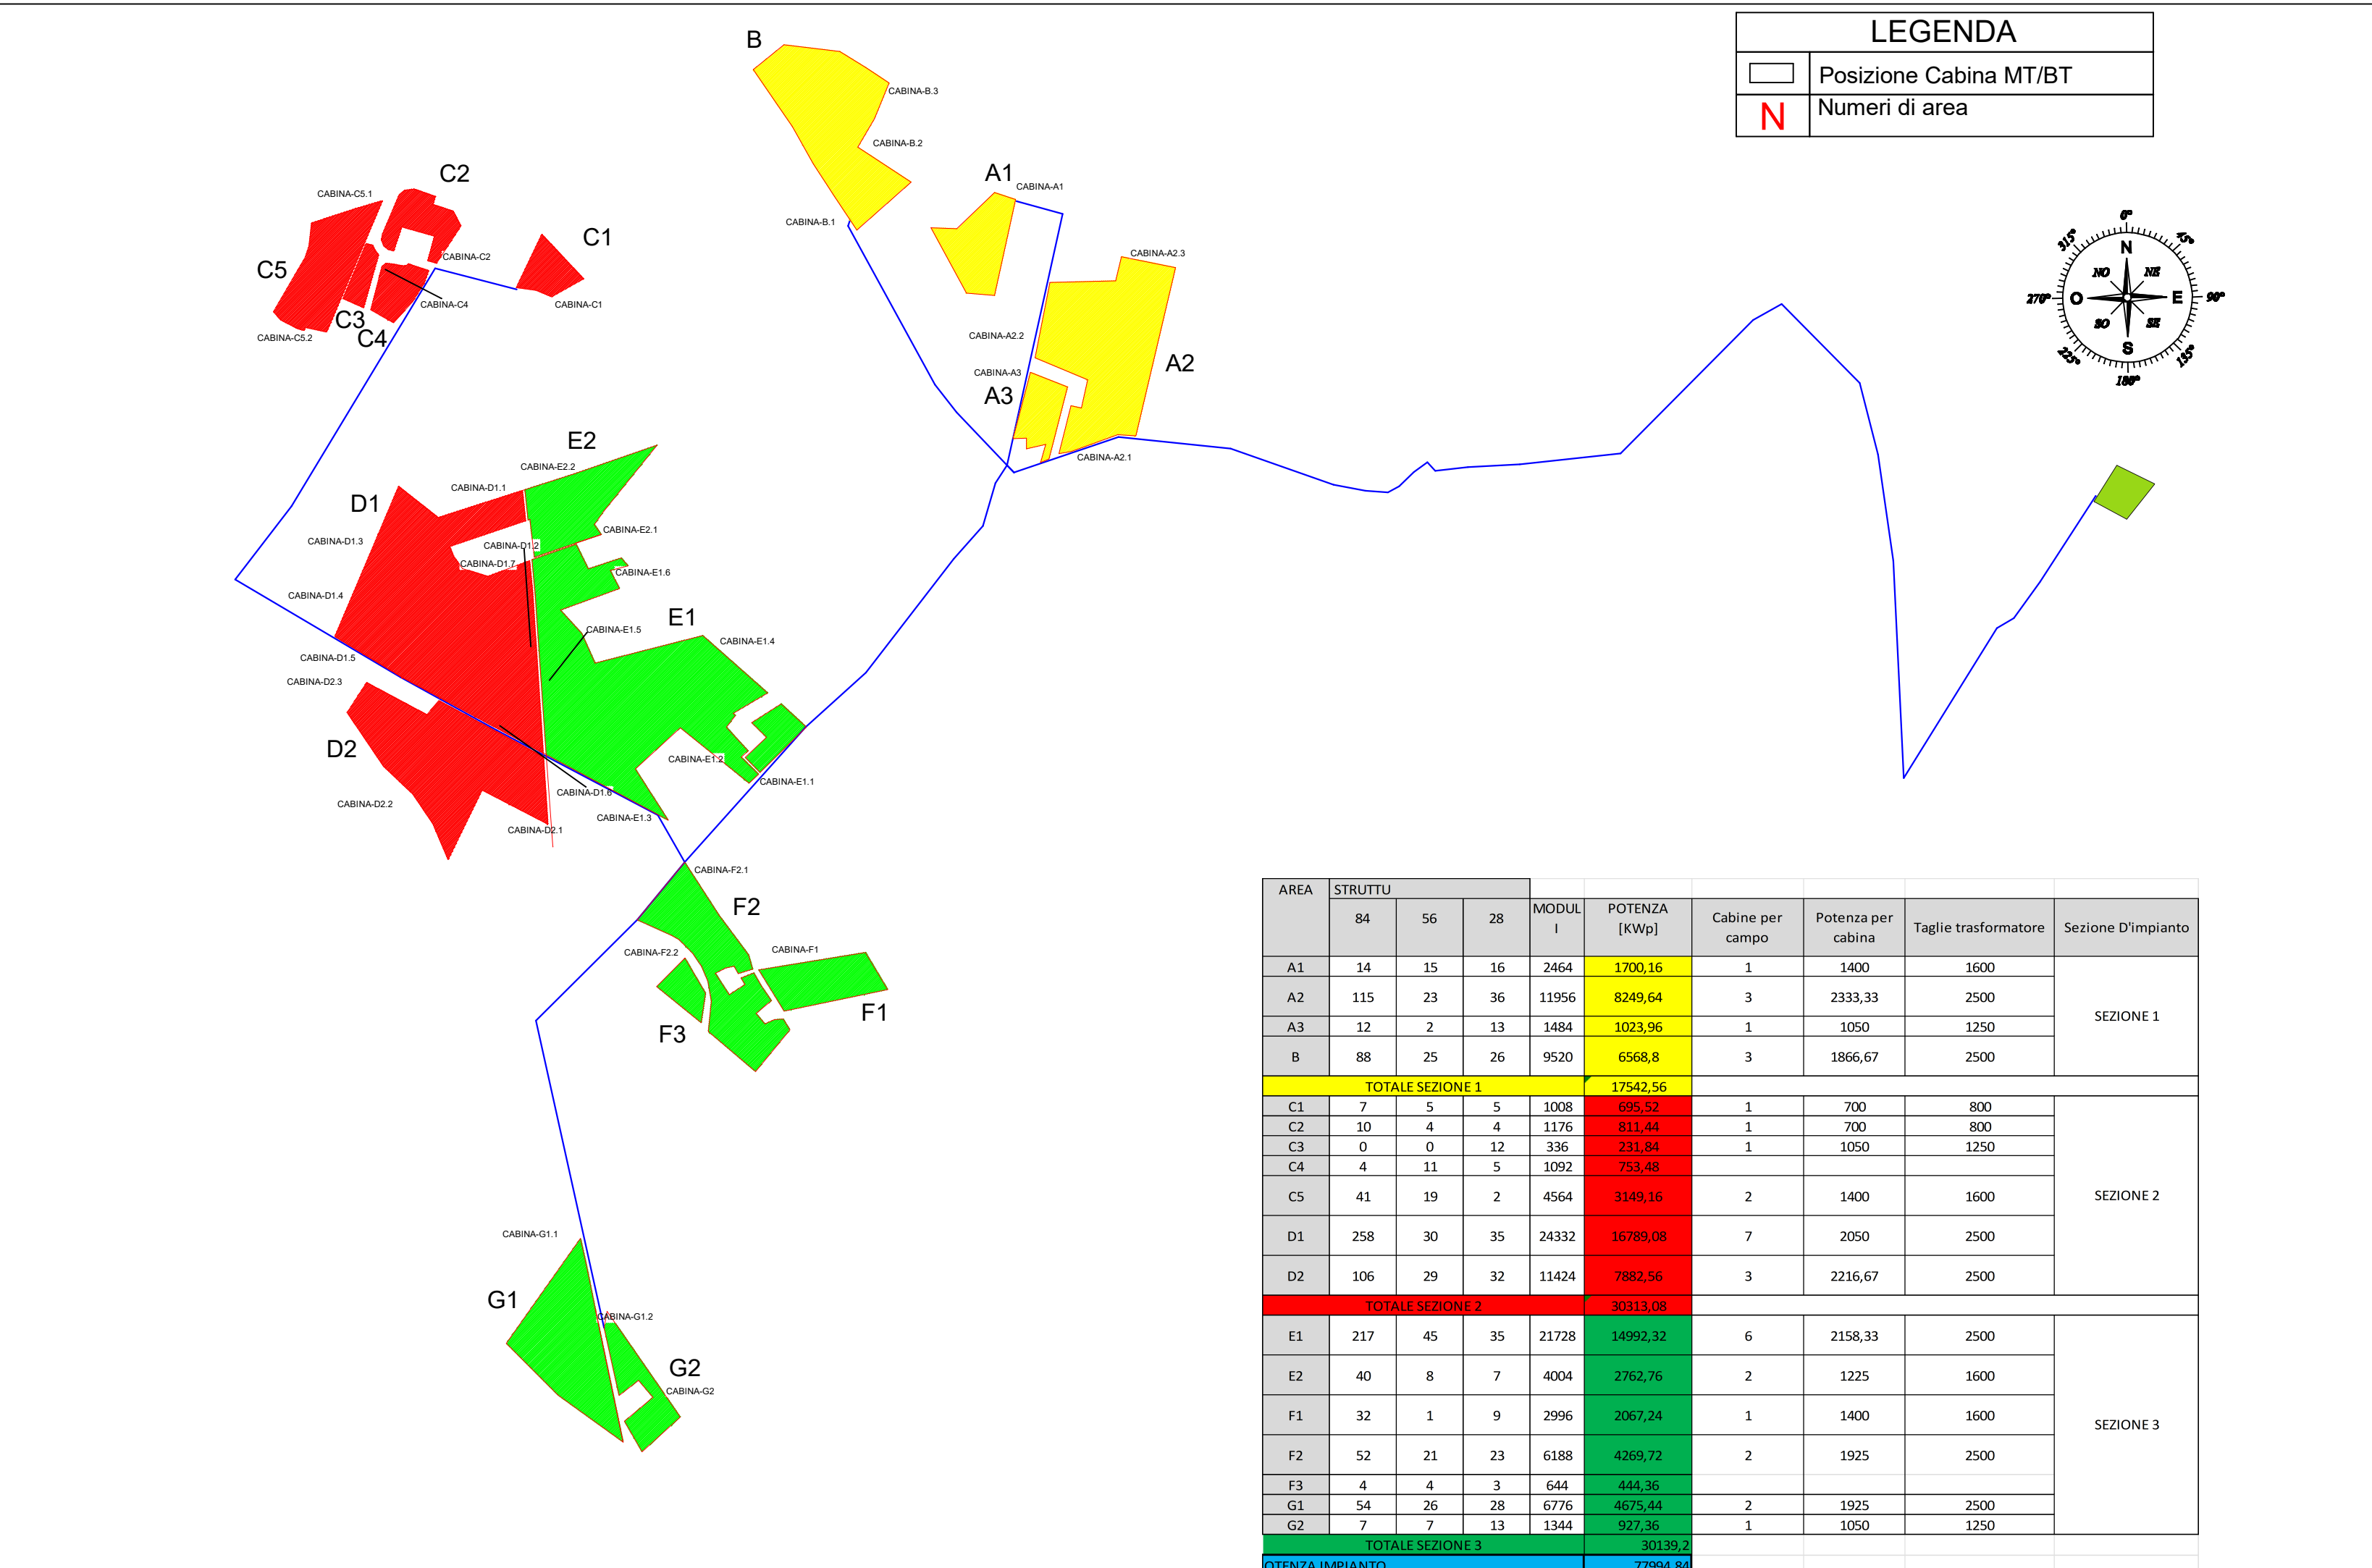 LEGENDA
Posizione Cabina MT/BT
N Numeri di area
B
CABINA-B.3
CABINA-B.2
CABINA-B.1
A1
CABINA-A1
CABINA-A2.3
CABINA-A2.2
CABINA-A3
A3
A2
CABINA-A2.1
C2
CABINA-C5.1
C1
CABINA-C2
C5
CABINA-C4
CABINA-C1
C3
C4
CABINA-C5.2
0°
45°
90°
135°
180°
225°
270°
315°
N
NE
E
SE
S
SO
O
NO
E2
CABINA-E2.2
CABINA-D1.1
D1
CABINA-E2.1
CABINA-D1.3
CABINA-D1.2
CABINA-D1.7
CABINA-E1.6
CABINA-D1.4
E1
CABINA-E1.5
CABINA-E1.4
CABINA-D1.5
CABINA-D2.3
D2
CABINA-E1.2
CABINA-E1.1
CABINA-D1.6
CABINA-D2.2
CABINA-E1.3
CABINA-D2.1
CABINA-F2.1
F2
CABINA-F1
CABINA-F2.2
F1
F3
CABINA-G1.1
G1
CABINA-G1.2
G2
CABINA-G2
AREA STRUTTU
84 56 28 MODUL I POTENZA [KWp] Cabine per campo Potenza per cabina Taglie trasformatore Sezione D'impianto
A1 14 15 16 2464 1700,16 1 1400 1600
A2 115 23 36 11956 8249,64 3 2333,33 2500
SEZIONE 1
A3 12 2 13 1484 1023,96 1 1050 1250
B 88 25 26 9520 6568,8 3 1866,67 2500
TOTALE SEZIONE 1 17542,56
C1 7 5 5 1008 695,52 1 700 800
C2 10 4 4 1176 811,44 1 700 800
C3 0 0 12 336 231,84 1 1050 1250
C4 4 11 5 1092 753,48
C5 41 19 2 4564 3149,16 2 1400 1600 SEZIONE 2
D1 258 30 35 24332 16789,08 7 2050 2500
D2 106 29 32 11424 7882,56 3 2216,67 2500
TOTALE SEZIONE 2 30313,08
E1 217 45 35 21728 14992,32 6 2158,33 2500
E2 40 8 7 4004 2762,76 2 1225 1600
F1 32 1 9 2996 2067,24 1 1400 1600
SEZIONE 3
F2 52 21 23 6188 4269,72 2 1925 2500
F3 4 4 3 644 444,36
G1 54 26 28 6776 4675,44 2 1925 2500
G2 7 7 13 1344 927,36 1 1050 1250
TOTALE SEZIONE 3 30139,2
OTENZA IMPIANTO 77994,84